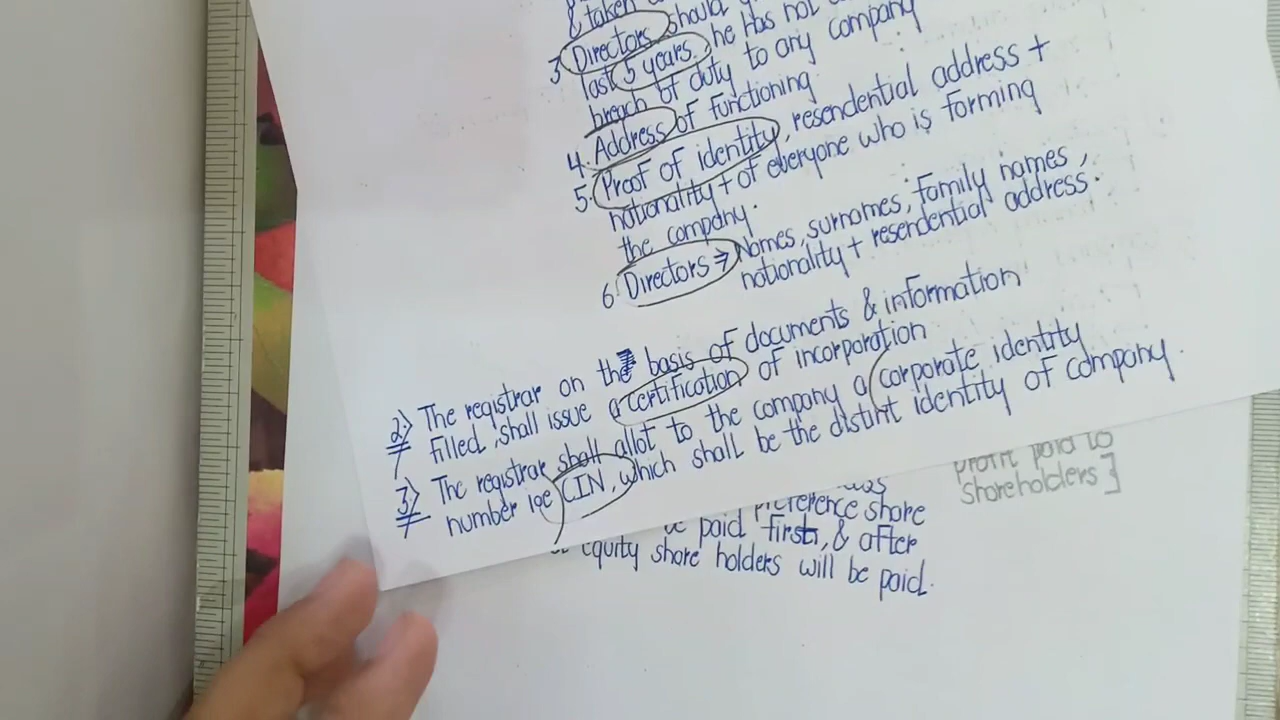 & taken
3 Directors should
last 5 years, he has not
breach of duty to any company
4. Address of functioning
5. Proof of identity, resendential address +
nationality + of everyone who is forming
the company.
6. Directors → Names, surnames, family names,
nationality + resendential address.
2) The registrar on the basis of documents & information
filled, shall issue a certification of incorporation
3) The registrar shall allot to the company a corporate identity
number ie CIN, which shall be the distint identity of company.
profit paid to
shareholders]
preference shore
be paid first, & after
equity shore holders will be paid.